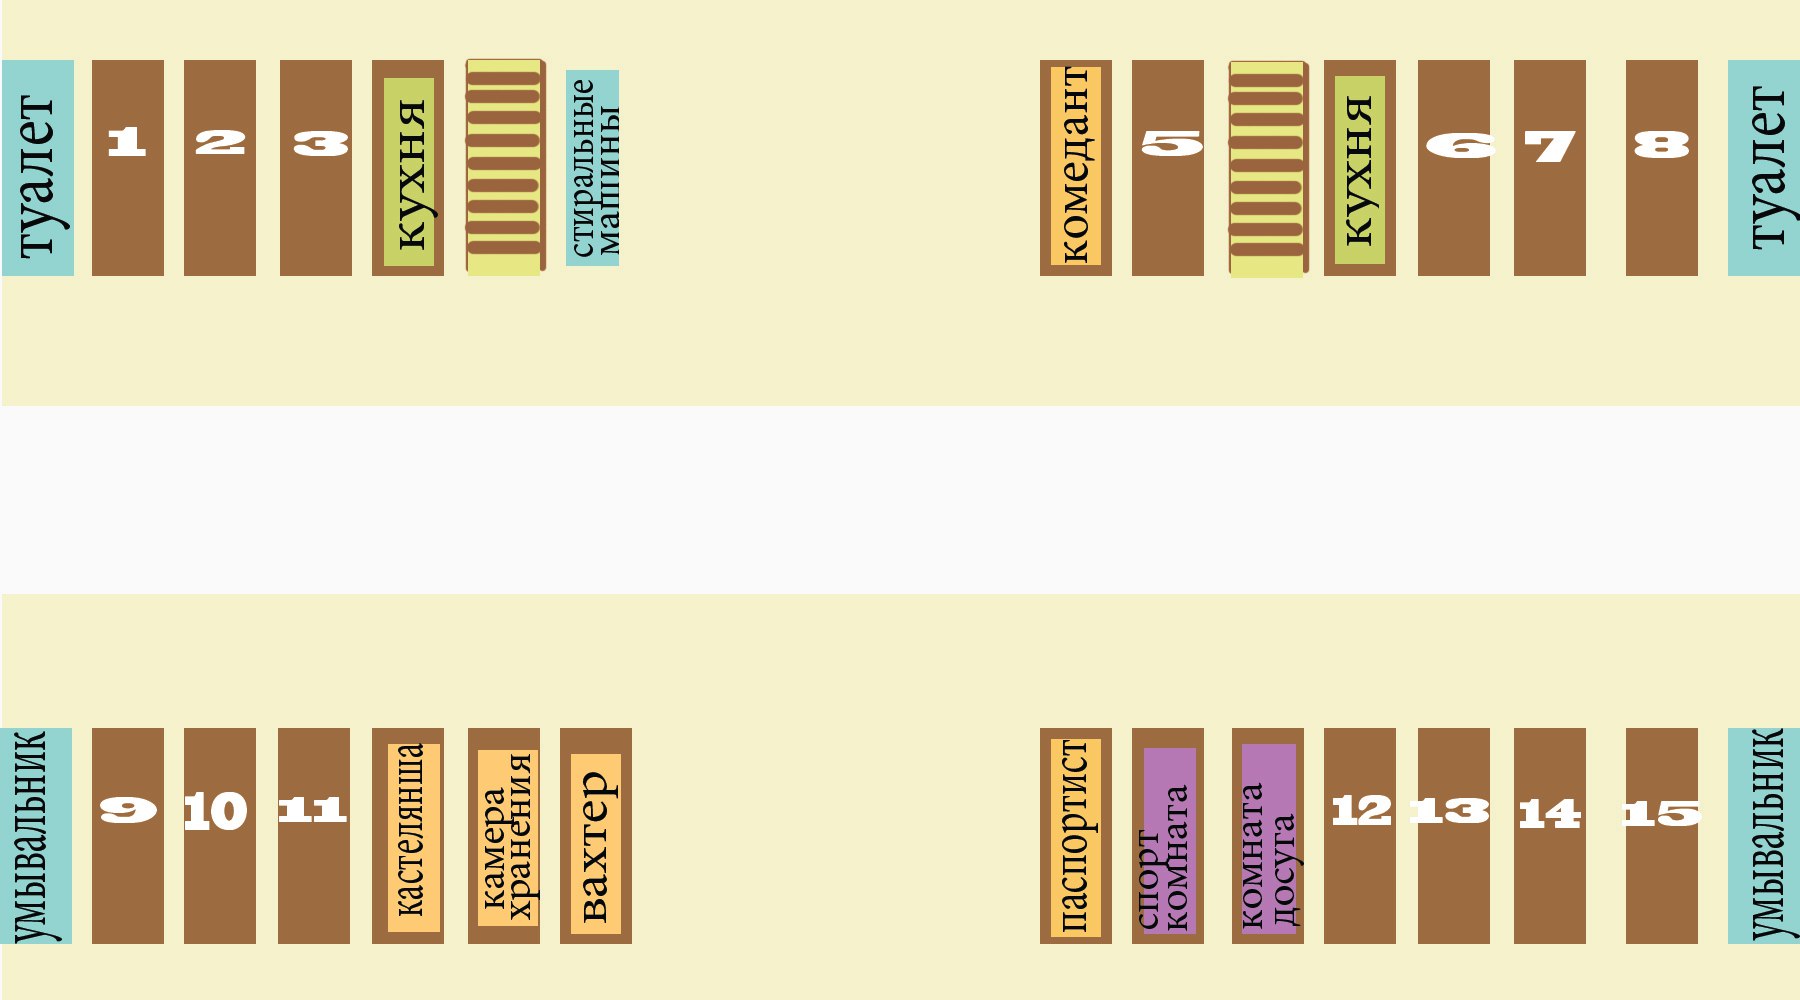 туалет
1
2
3
кухня
стиральные
машины
комедант
5
кухня
6
7
8
туалет
умывальник
9
10
11
кастелянша
камера
хранения
вахтер
паспортист
спорт
комната
комната
досуга
12
13
14
15
умывальник